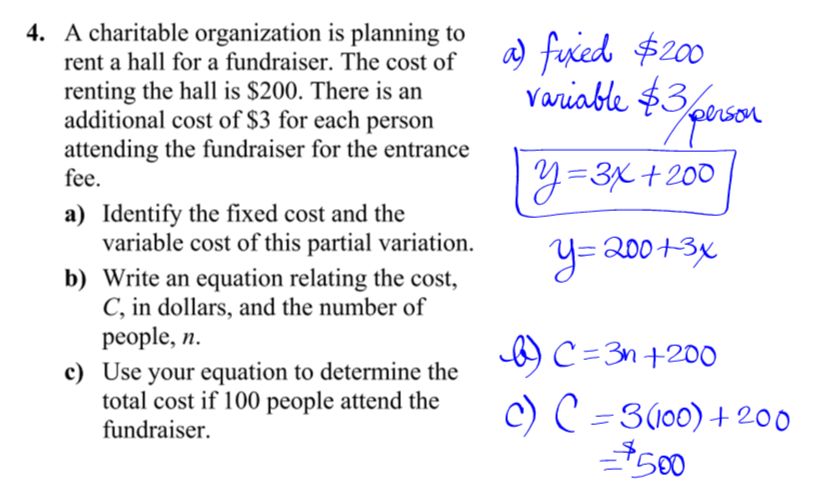 4. A charitable organization is planning to
rent a hall for a fundraiser. The cost of
renting the hall is $200. There is an
additional cost of $3 for each person
attending the fundraiser for the entrance
fee.
a) Identify the fixed cost and the
variable cost of this partial variation.
b) Write an equation relating the cost,
C, in dollars, and the number of
people, n.
c) Use your equation to determine the
total cost if 100 people attend the
fundraiser.
a) fixed $200
variable $3/person
y=3x+200
y=200+3x
b) C=3n+200
c) C=3(100)+200
=$500